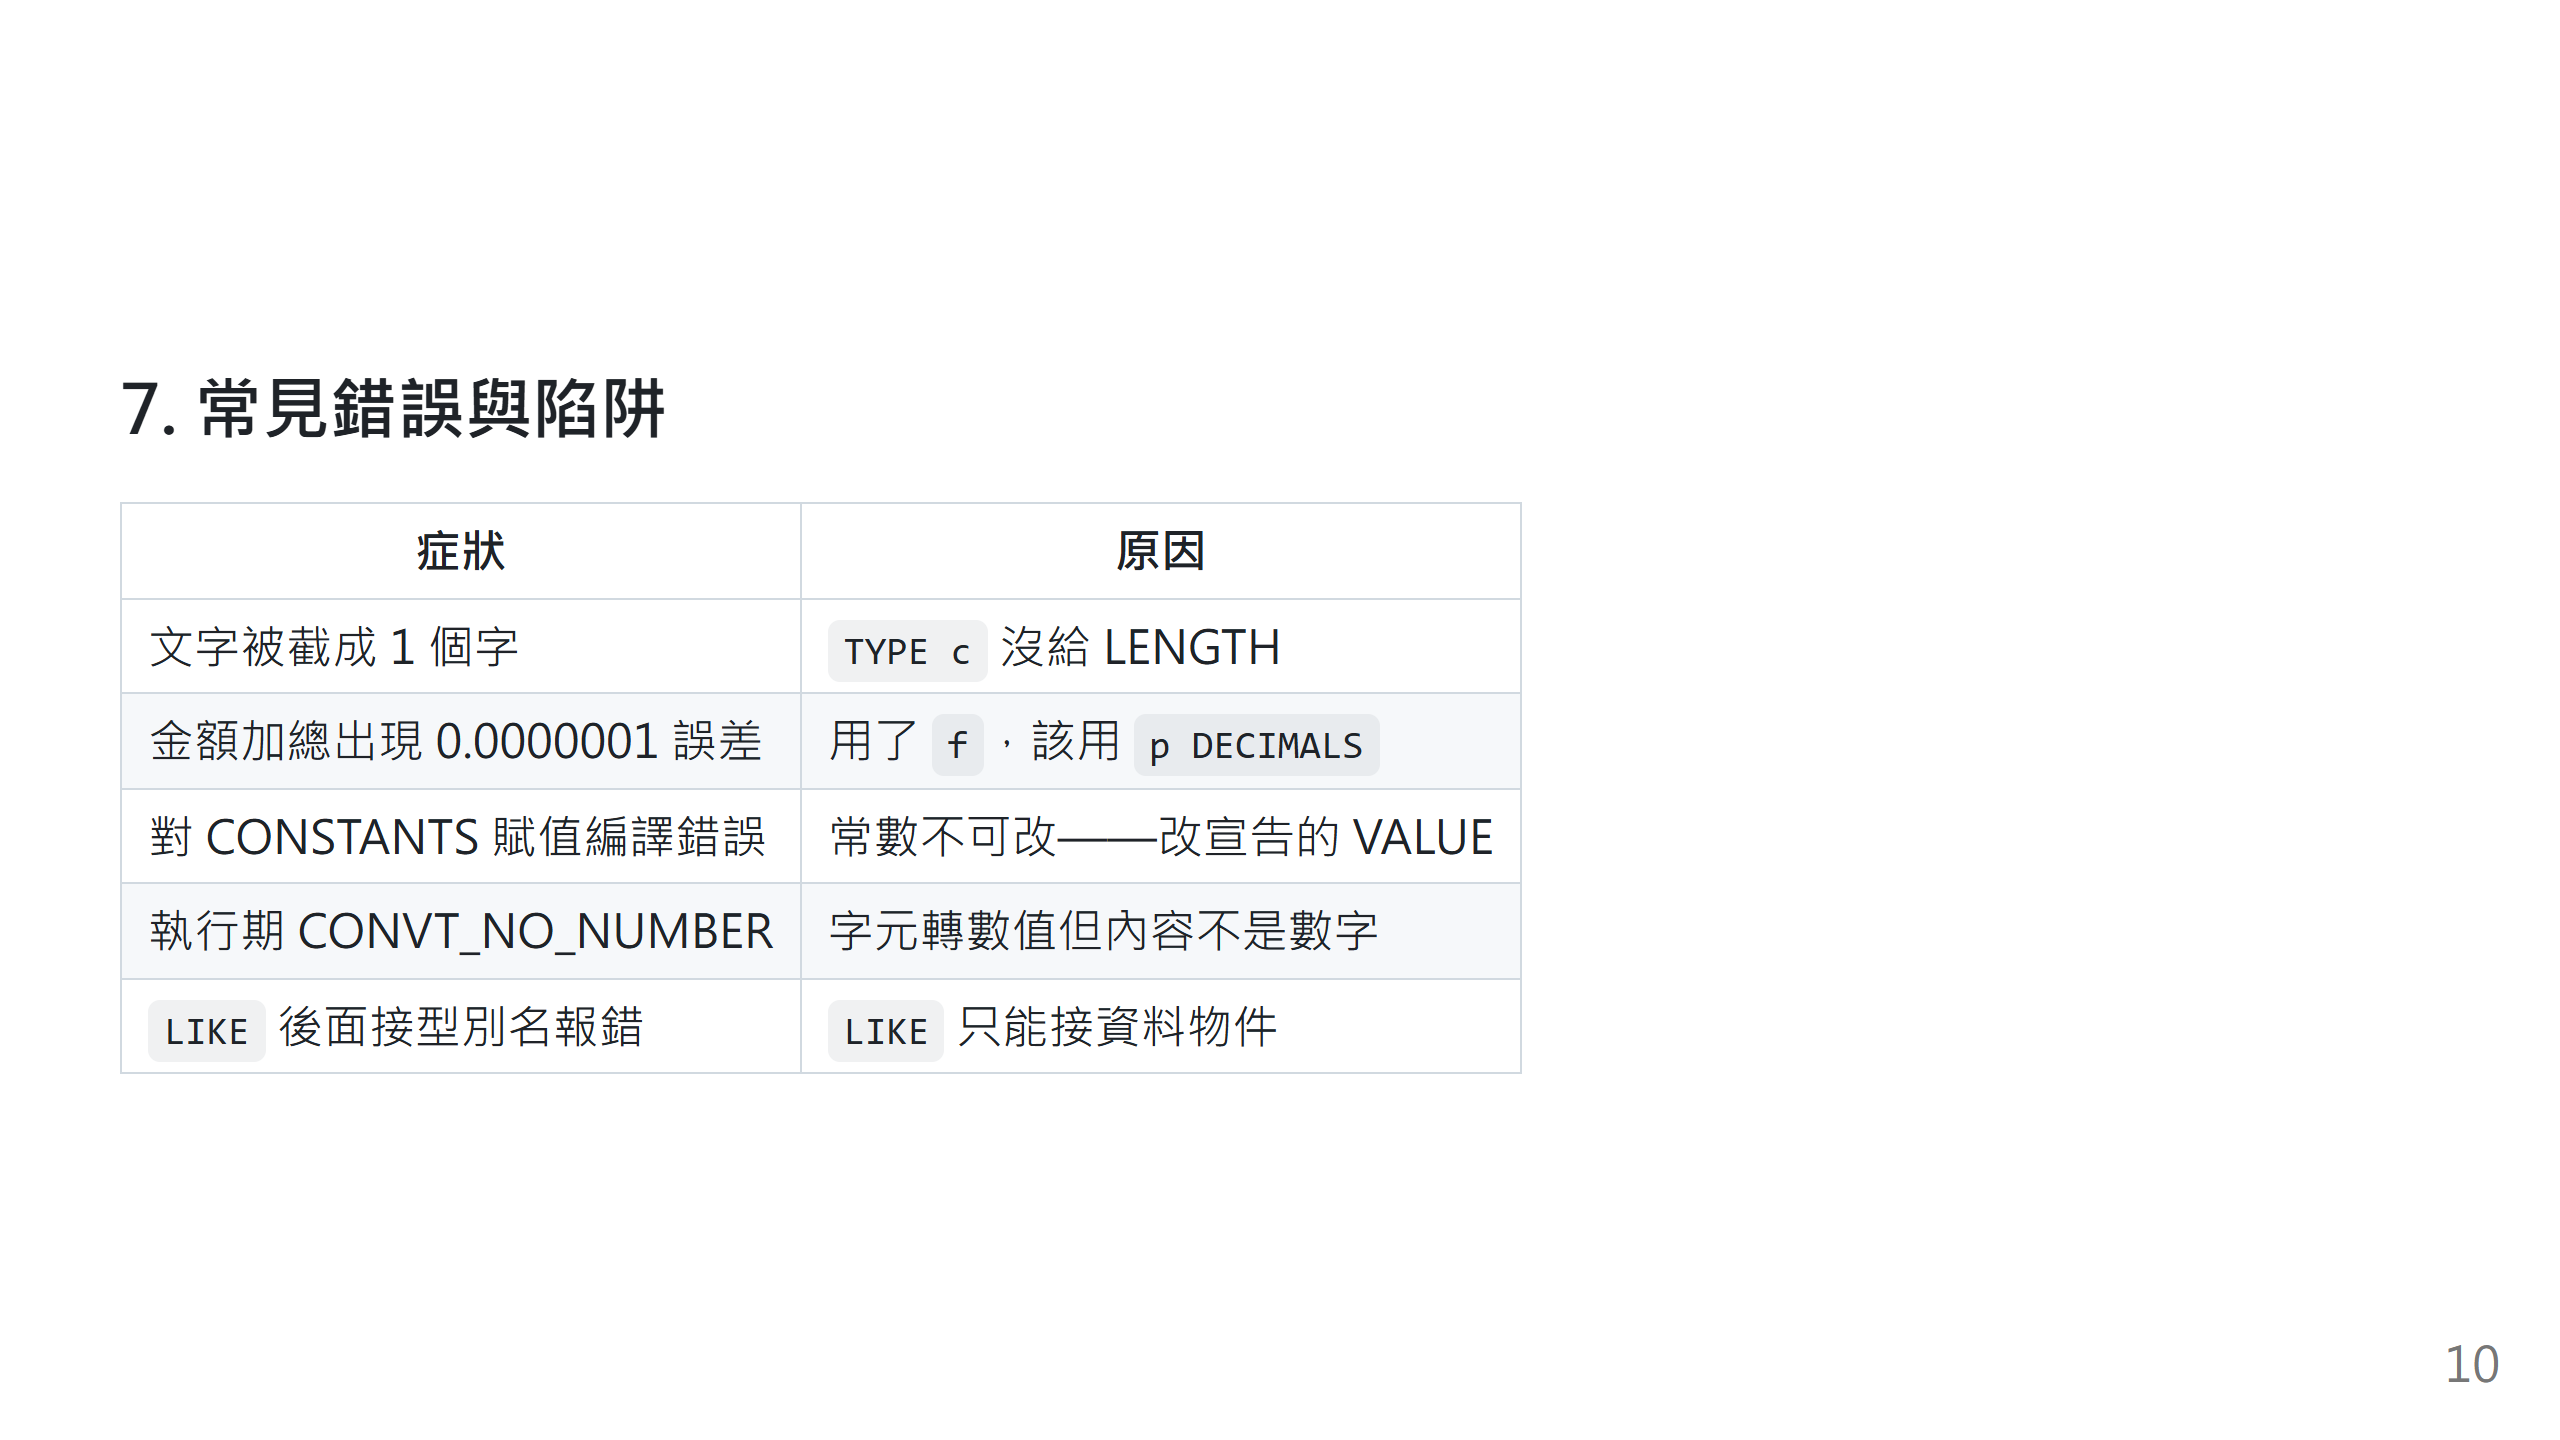 7. 常見錯誤與陷阱
症狀 原因
文字被截成 1 個字 TYPE c 沒給 LENGTH
金額加總出現 0.0000001 誤差 用了 f，該用 p DECIMALS
對 CONSTANTS 賦值編譯錯誤 常數不可改——改宣告的 VALUE
執行期 CONVT_NO_NUMBER 字元轉數值但內容不是數字
LIKE 後面接型別名報錯 LIKE 只能接資料物件
10